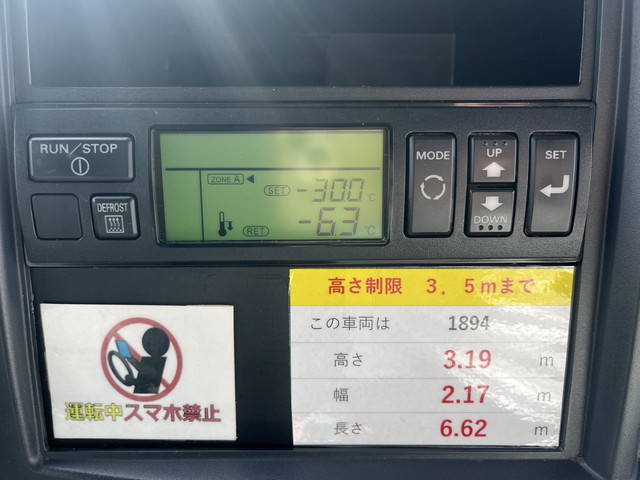 RUN/STOP
DEFROST
ZONE A
SET -30.0 °C
RET -6.3 °C
MODE
UP
DOWN
SET
運転中スマホ禁止
高さ制限 3.5mまで
この車両は 1894
高さ 3.19 m
幅 2.17 m
長さ 6.62 m